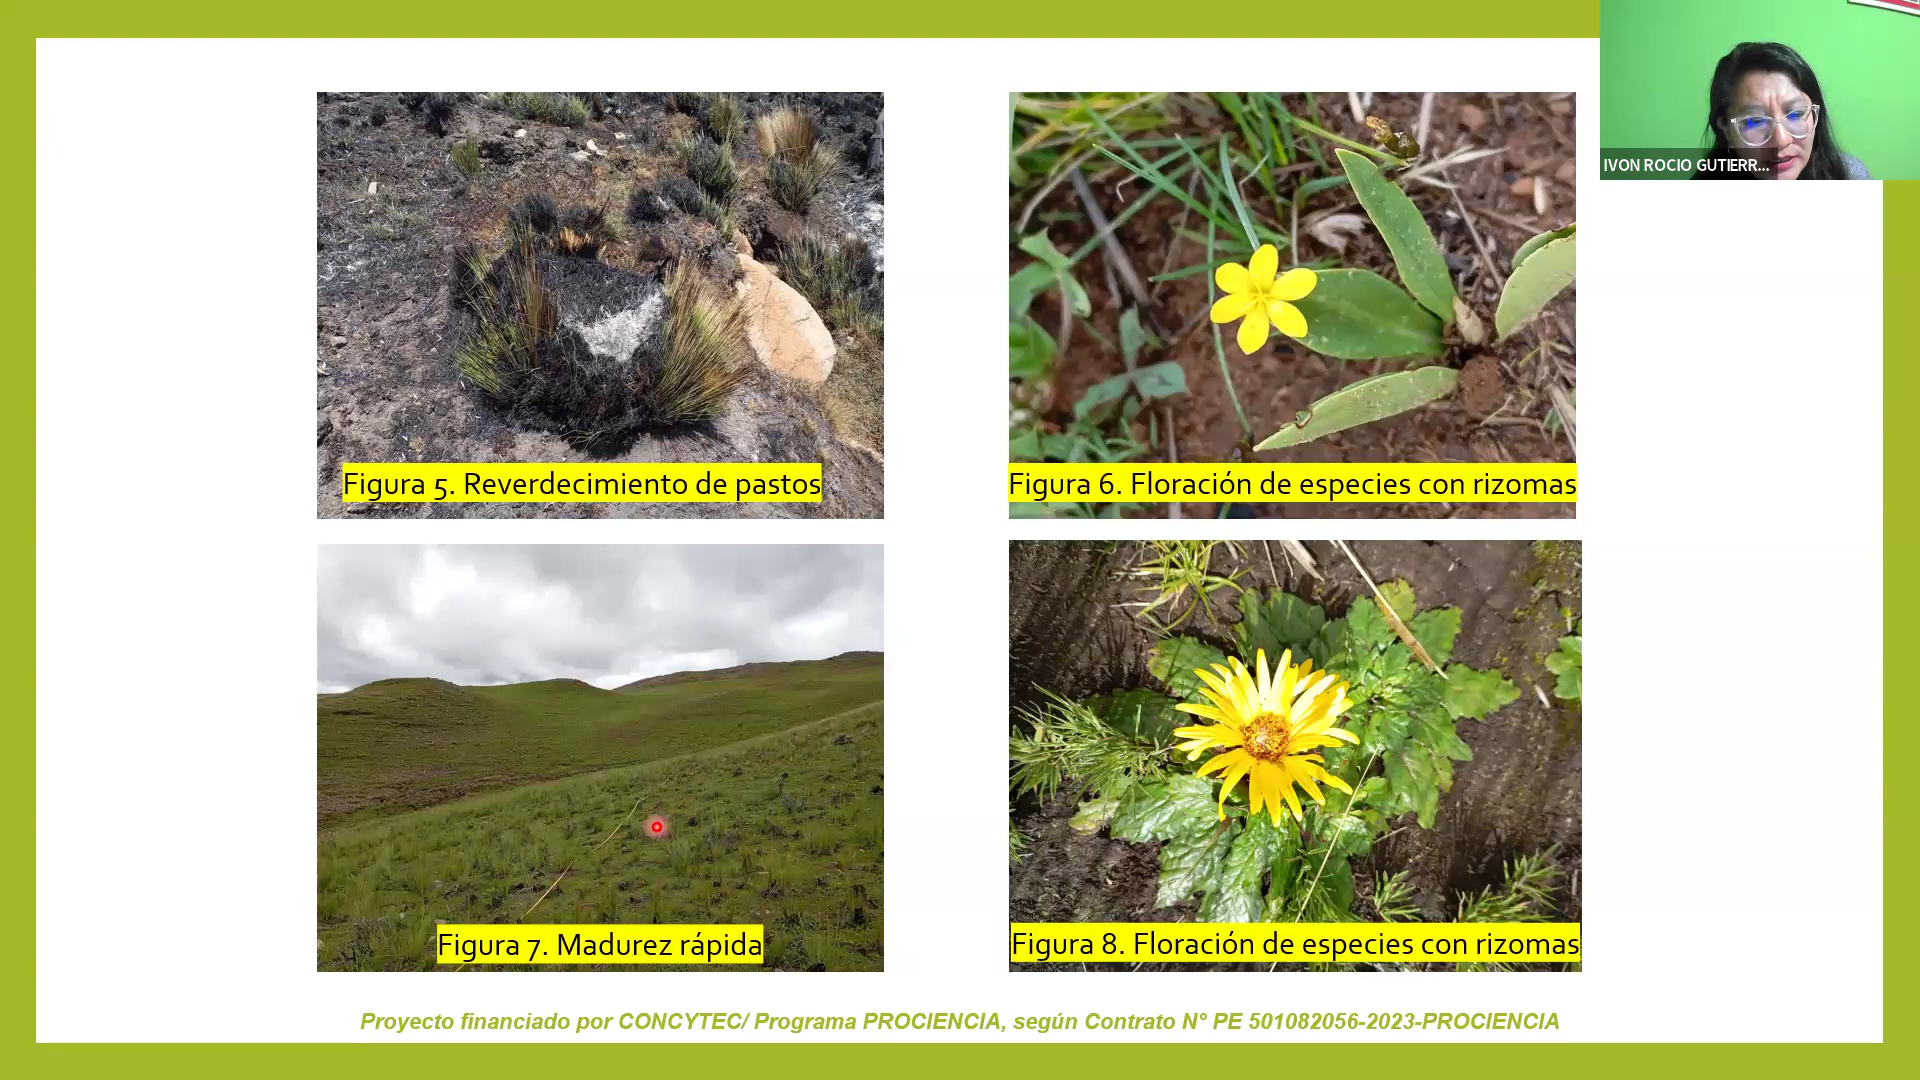 IVON ROCIO GUTIERR...
Figura 5. Reverdecimiento de pastos
Figura 6. Floración de especies con rizomas
Figura 7. Madurez rápida
Figura 8. Floración de especies con rizomas
Proyecto financiado por CONCYTEC/ Programa PROCIENCIA, según Contrato N° PE 501082056-2023-PROCIENCIA